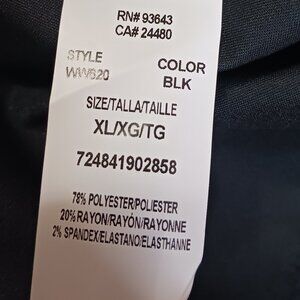 RN# 93643
CA# 24480
STYLE COLOR
WW620 BLK
SIZE/TALLA/TAILLE
XL/XG/TG
724841902858
78% POLYESTER/POLIESTER
20% RAYON/RAYÓN/RAYONNE
2% SPANDEX/ELASTANO/ELASTHANNE